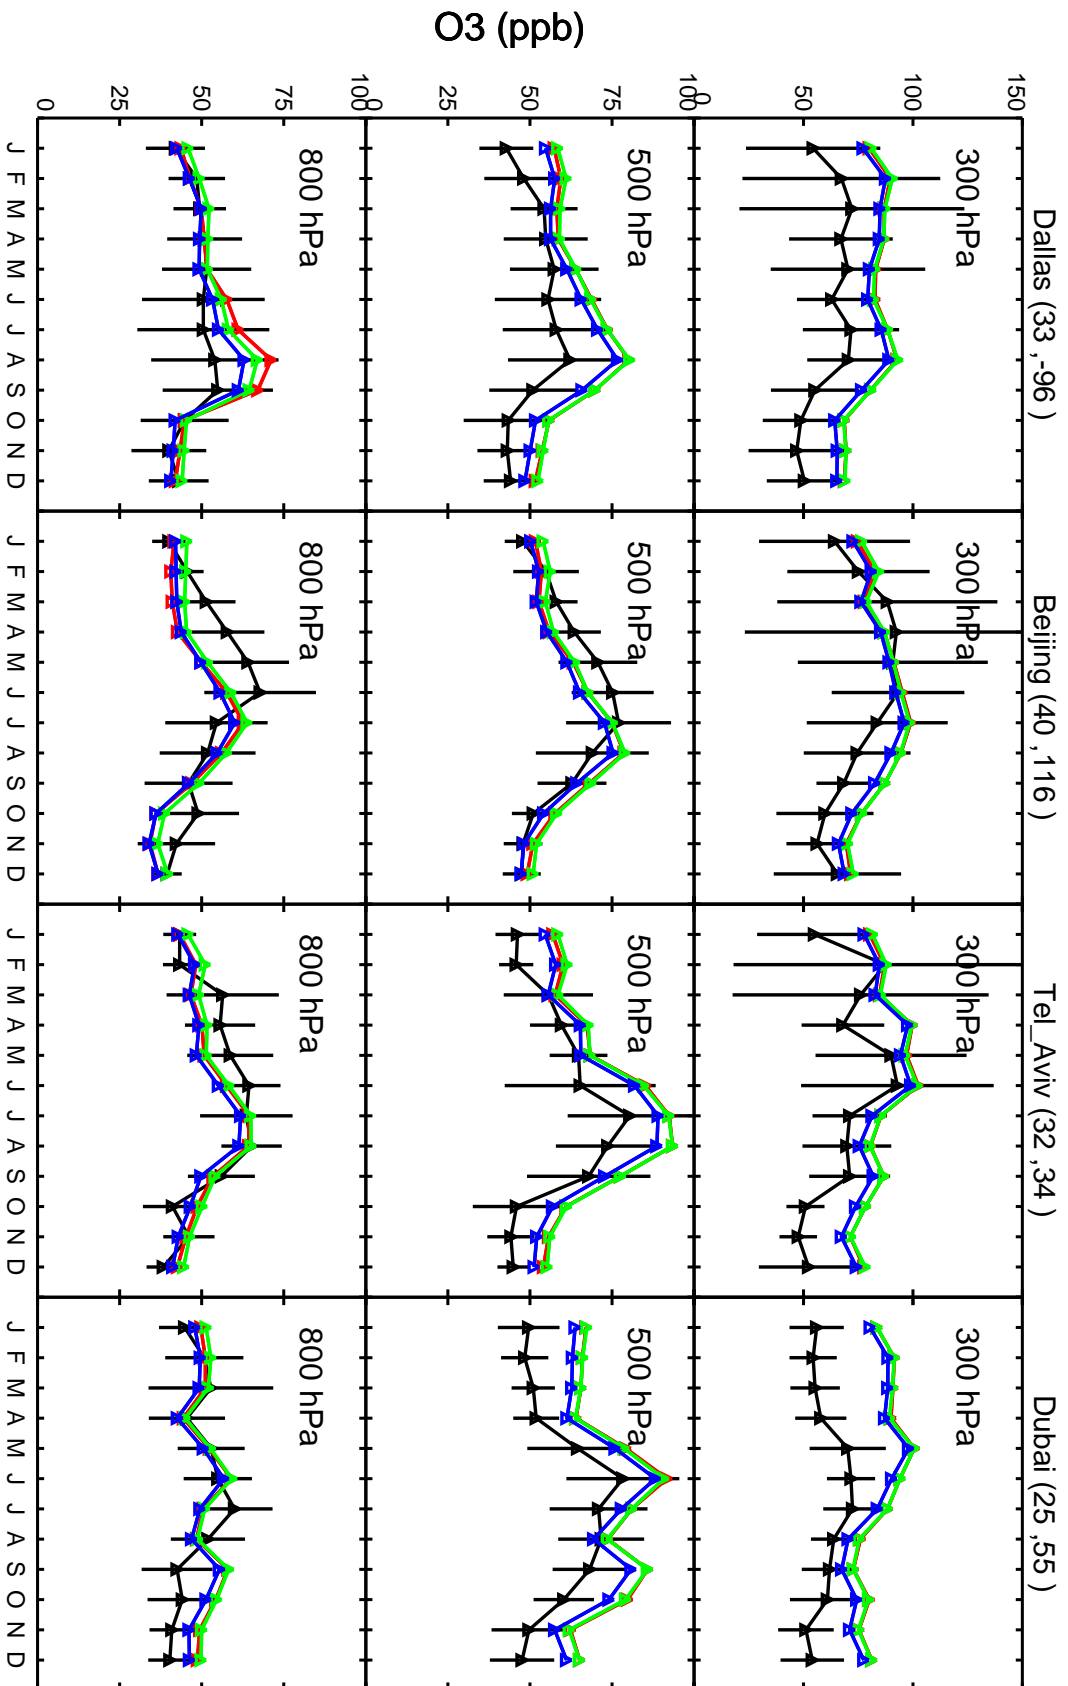 Dallas (33 ,-96 )
Beijing (40 ,116 )
Tel_Aviv (32 ,34 )
Dubai (25 ,55 )
O3 (ppb)
150
100
50
0
300 hPa
300 hPa
300 hPa
300 hPa
100
75
50
25
0
500 hPa
500 hPa
500 hPa
500 hPa
100
75
50
25
0
800 hPa
800 hPa
800 hPa
800 hPa
J F M A M J J A S O N D
J F M A M J J A S O N D
J F M A M J J A S O N D
J F M A M J J A S O N D